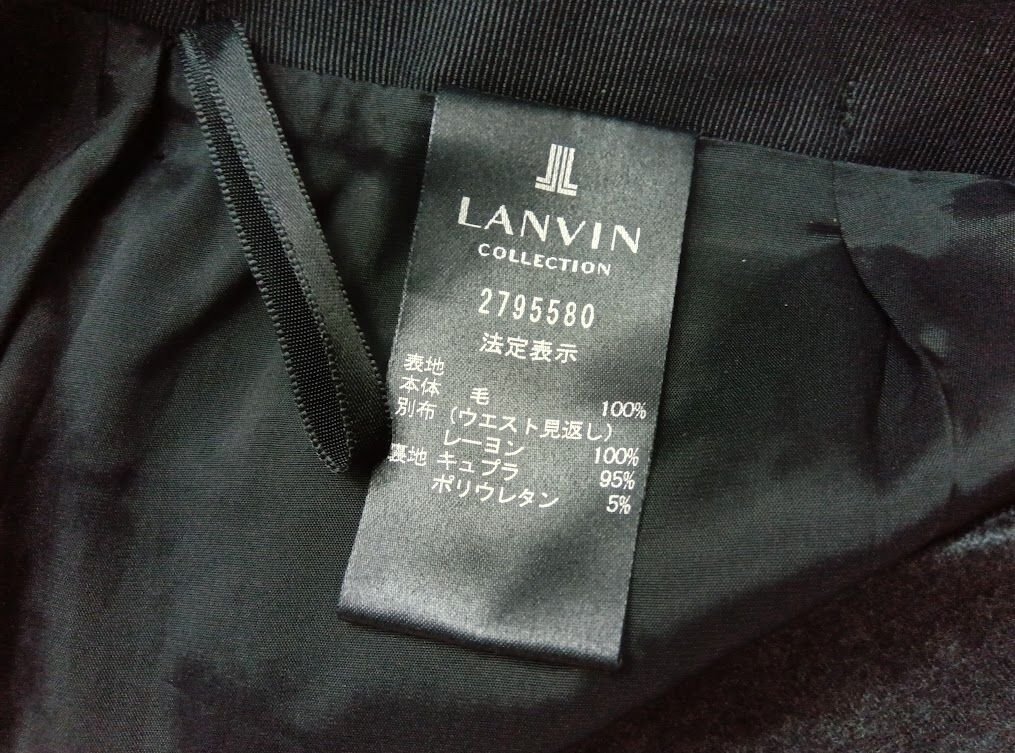 LANVIN
COLLECTION
2795580
法定表示
表地
本体 毛 100%
別布（ウエスト見返し）
レーヨン 100%
裏地 キュプラ 95%
ポリウレタン 5%